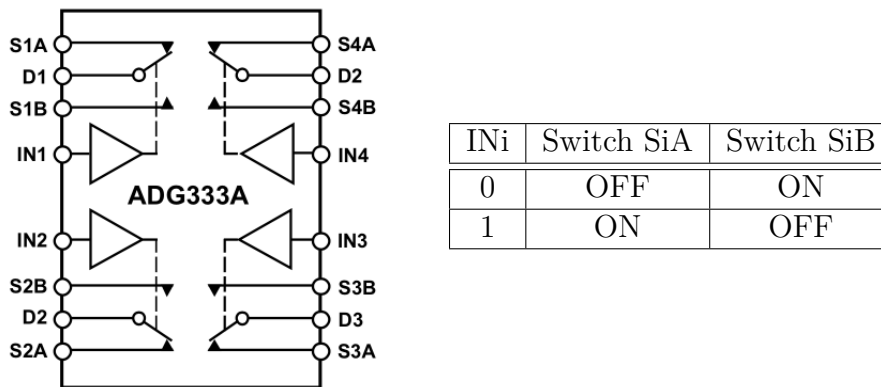 S1A S4A
D1 D2
S1B S4B
IN1 IN4
ADG333A
IN2 IN3
S2B S3B
D2 D3
S2A S3A
INi Switch SiA Switch SiB
0 OFF ON
1 ON OFF